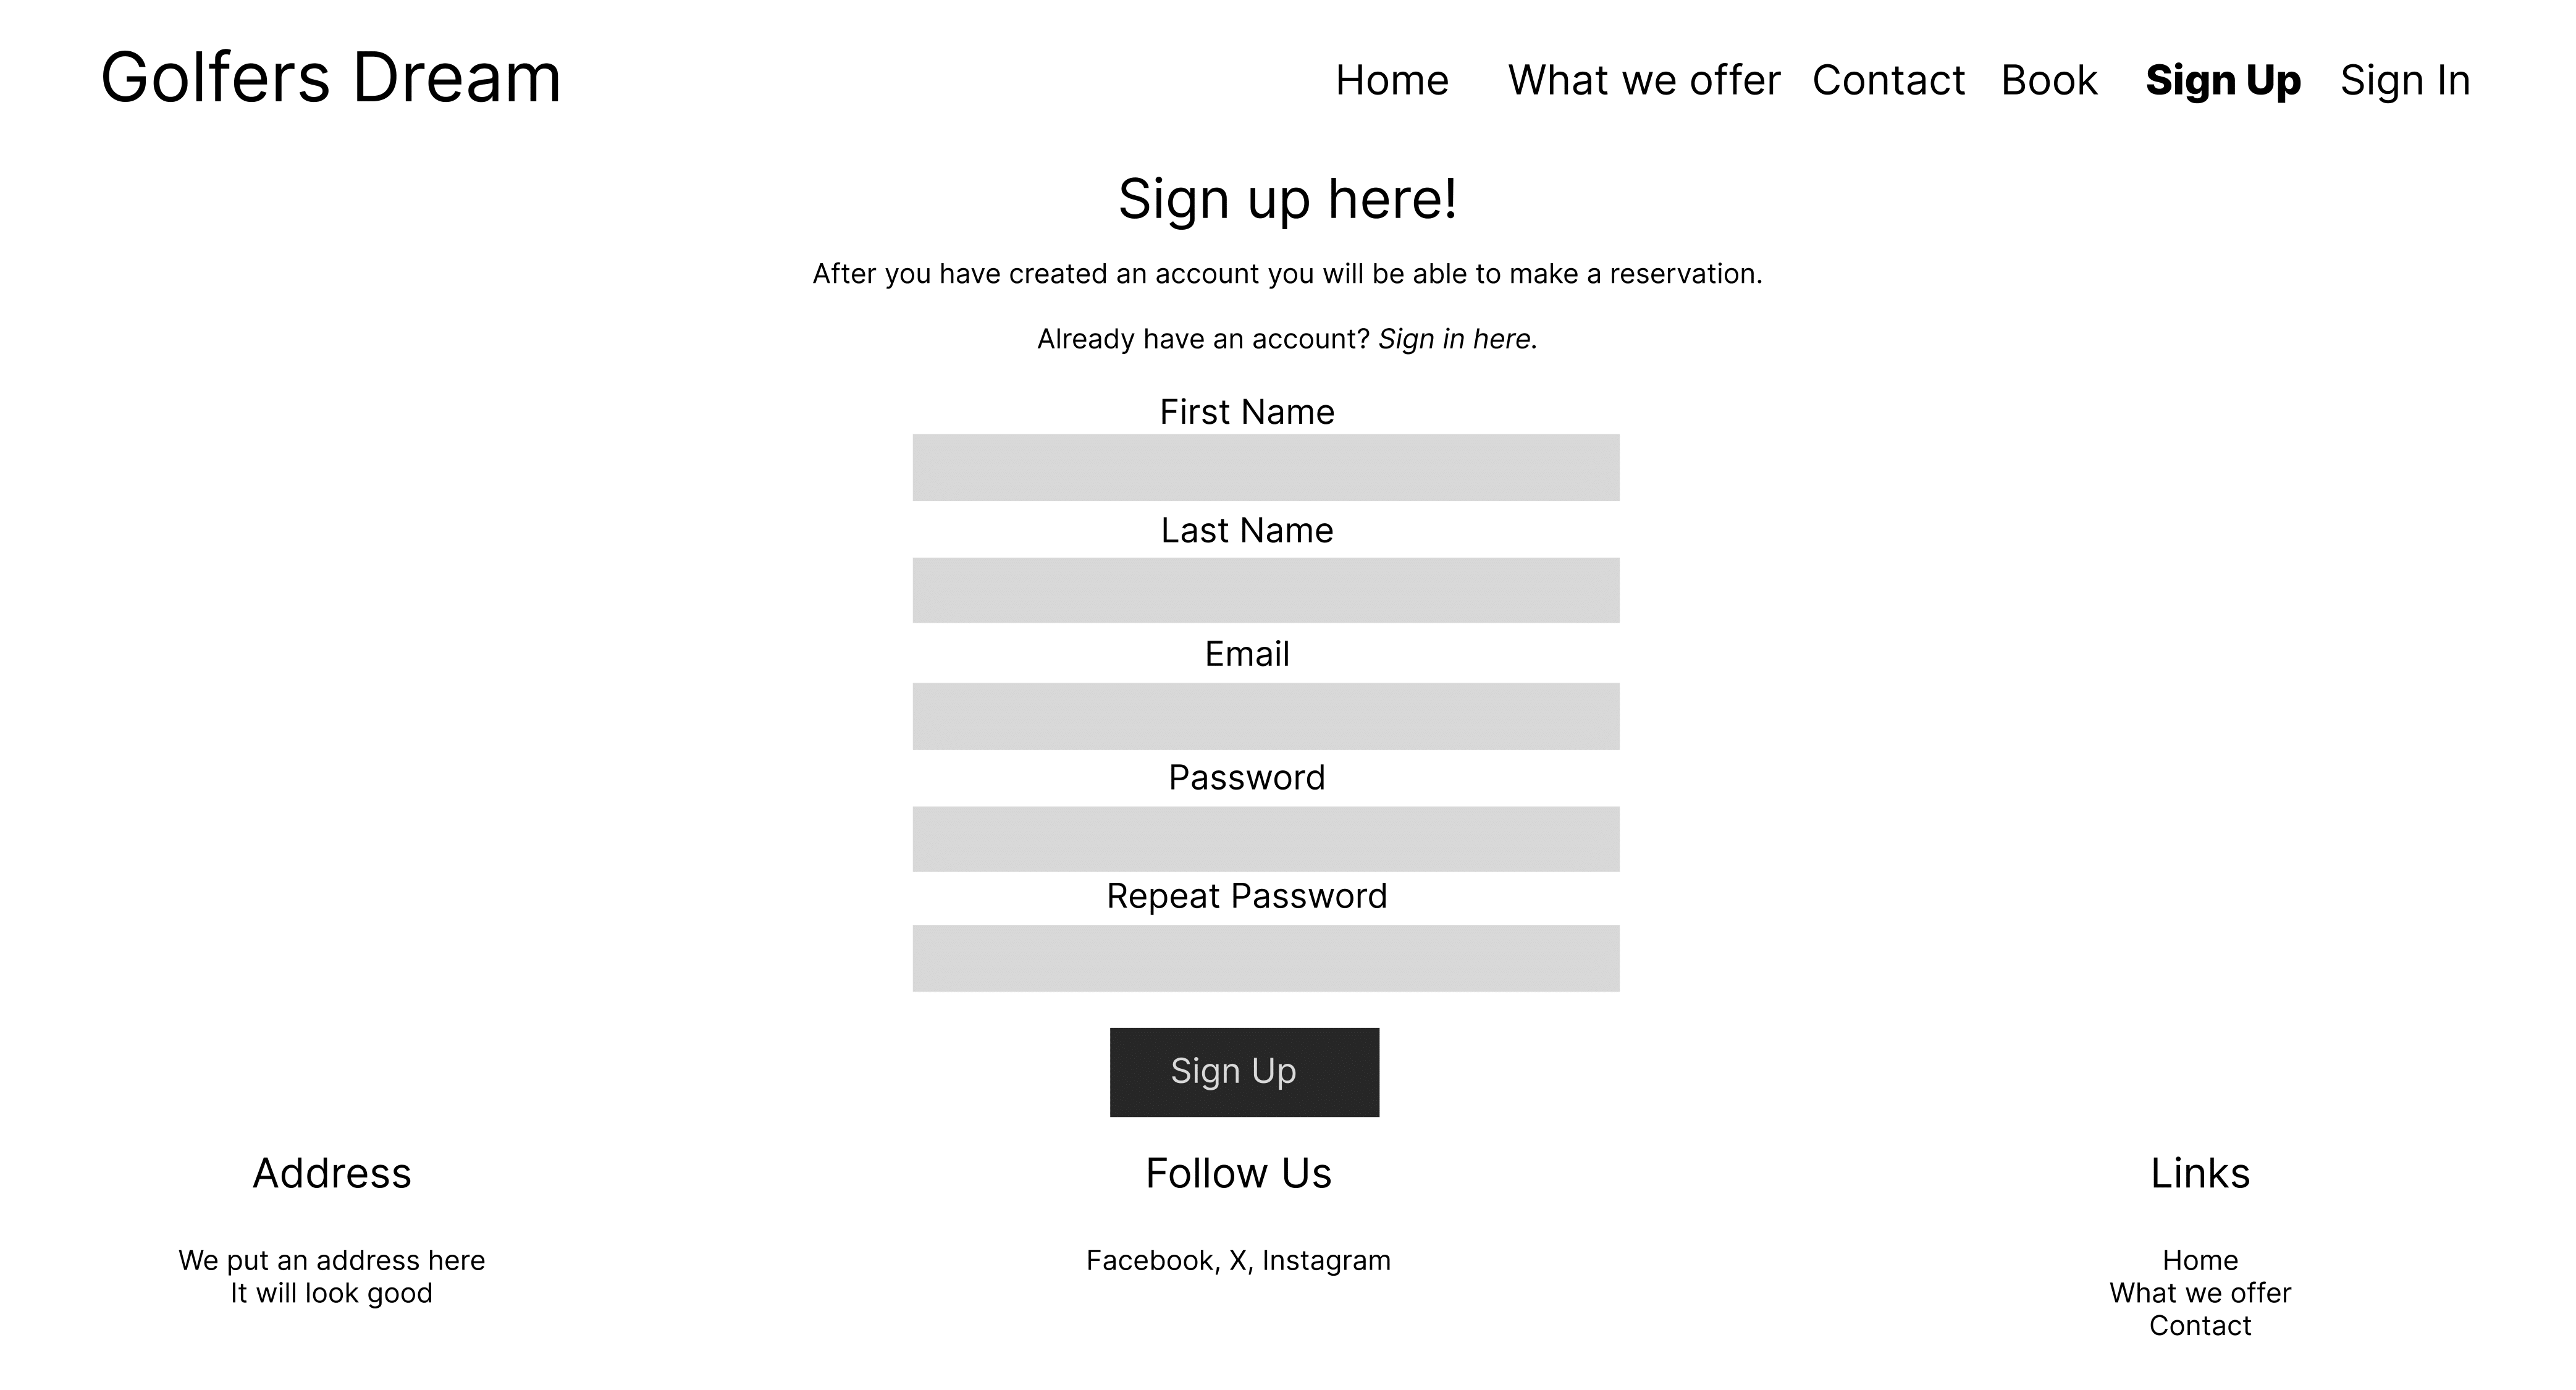 Golfers Dream
Home What we offer Contact Book Sign Up Sign In
Sign up here!
After you have created an account you will be able to make a reservation.
Already have an account? Sign in here.
First Name
Last Name
Email
Password
Repeat Password
Sign Up
Address
We put an address here
It will look good
Follow Us
Facebook, X, Instagram
Links
Home
What we offer
Contact